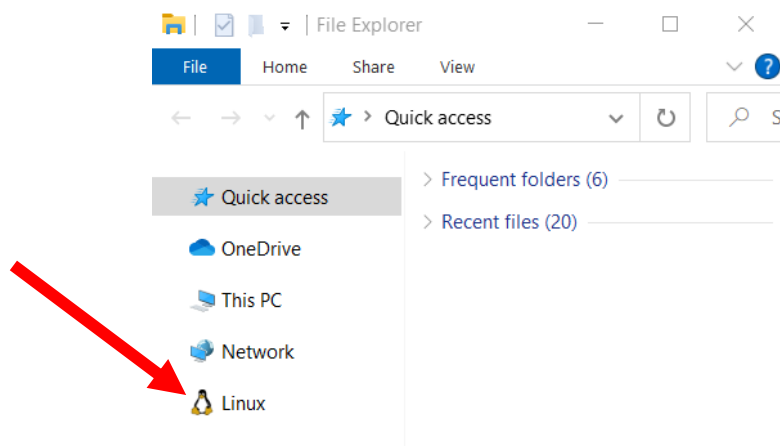 File Explorer
File Home Share View
?
Quick access
S
Quick access
Frequent folders (6)
Recent files (20)
OneDrive
This PC
Network
Linux